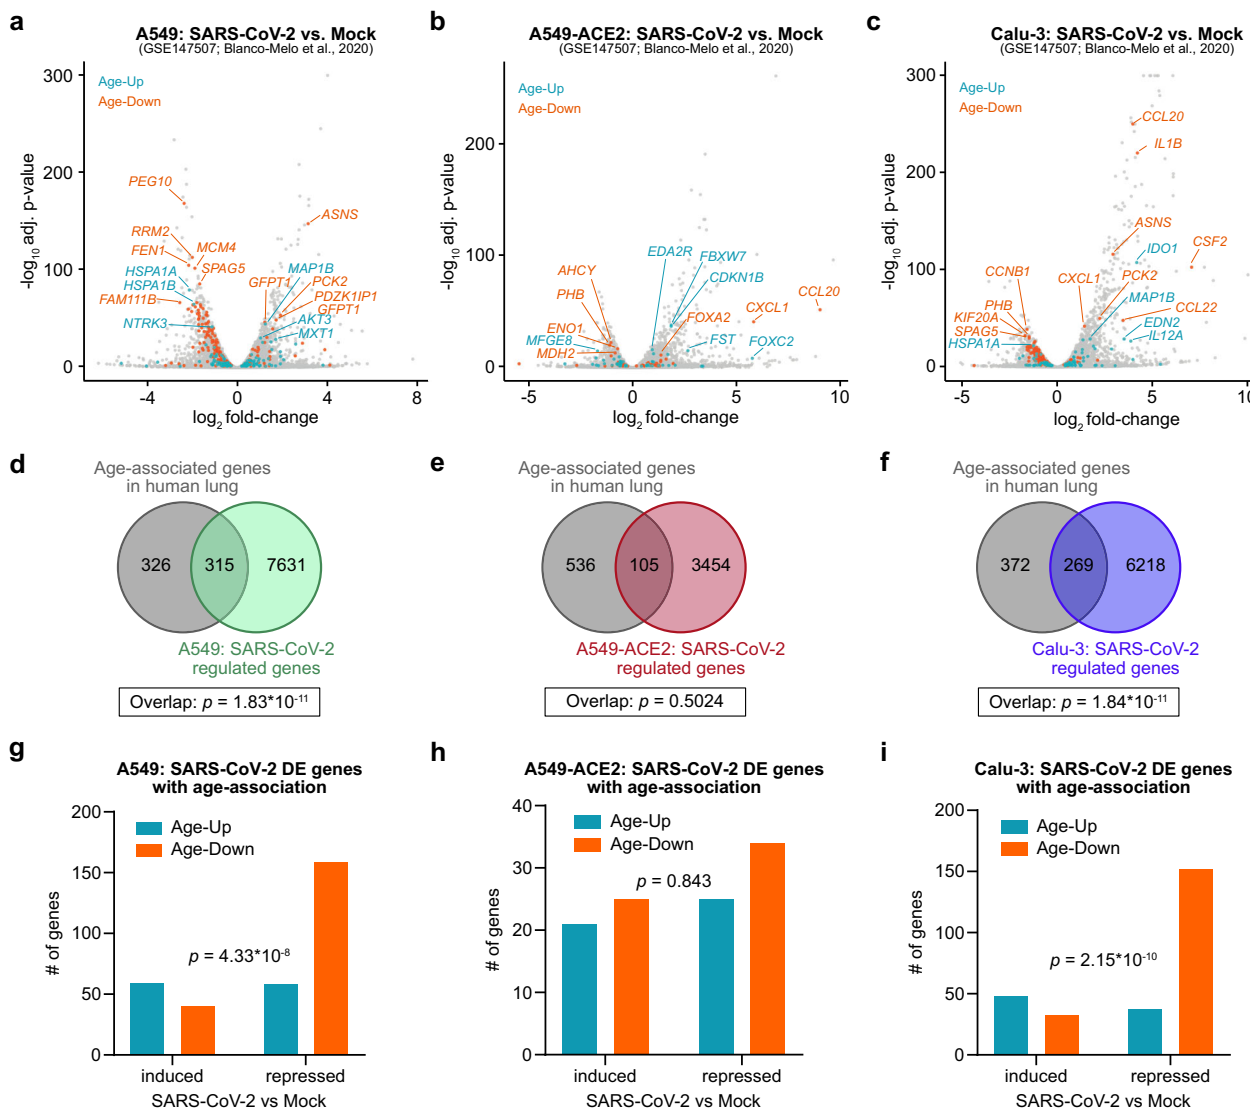 a
A549: SARS-CoV-2 vs. Mock
(GSE147507; Blanco-Melo et al., 2020)
Age-Up
Age-Down
-log10 adj. p-value
300
200
100
0
PEG10
ASNS
RRM2
FEN1
MCM4
HSPA1A
SPAG5
HSPA1B
FAM111B
NTRK3
MAP1B
GFPT1
PCK2
PDZK1IP1
GFPT1
AKT3
MXT1
-4
0
4
8
log2 fold-change
b
A549-ACE2: SARS-CoV-2 vs. Mock
(GSE147507; Blanco-Melo et al., 2020)
Age-Up
Age-Down
-log10 adj. p-value
200
100
0
EDA2R
FBXW7
AHCY
CDKN1B
PHB
CCL20
CXCL1
ENO1
FOXA2
MFGE8
MDH2
FST
FOXC2
-5
0
5
10
log2 fold-change
c
Calu-3: SARS-CoV-2 vs. Mock
(GSE147507; Blanco-Melo et al., 2020)
Age-Up
Age-Down
-log10 adj. p-value
300
200
100
0
CCL20
IL1B
ASNS
IDO1
CSF2
CCNB1
CXCL1
PCK2
MAP1B
PHB
KIF20A
CCL22
SPAG5
EDN2
HSPA1A
IL12A
-5
0
5
10
log2 fold-change
d
Age-associated genes
in human lung
326
315
7631
A549: SARS-CoV-2
regulated genes
Overlap: p = 1.83*10-11
e
Age-associated genes
in human lung
536
105
3454
A549-ACE2: SARS-CoV-2
regulated genes
Overlap: p = 0.5024
f
Age-associated genes
in human lung
372
269
6218
Calu-3: SARS-CoV-2
regulated genes
Overlap: p = 1.84*10-11
g
A549: SARS-CoV-2 DE genes
with age-association
Age-Up
Age-Down
# of genes
200
150
100
50
0
p = 4.33*10-8
induced
repressed
SARS-CoV-2 vs Mock
h
A549-ACE2: SARS-CoV-2 DE genes
with age-association
Age-Up
Age-Down
# of genes
40
30
20
10
0
p = 0.843
induced
repressed
SARS-CoV-2 vs Mock
i
Calu-3: SARS-CoV-2 DE genes
with age-association
Age-Up
Age-Down
# of genes
200
150
100
50
0
p = 2.15*10-10
induced
repressed
SARS-CoV-2 vs Mock